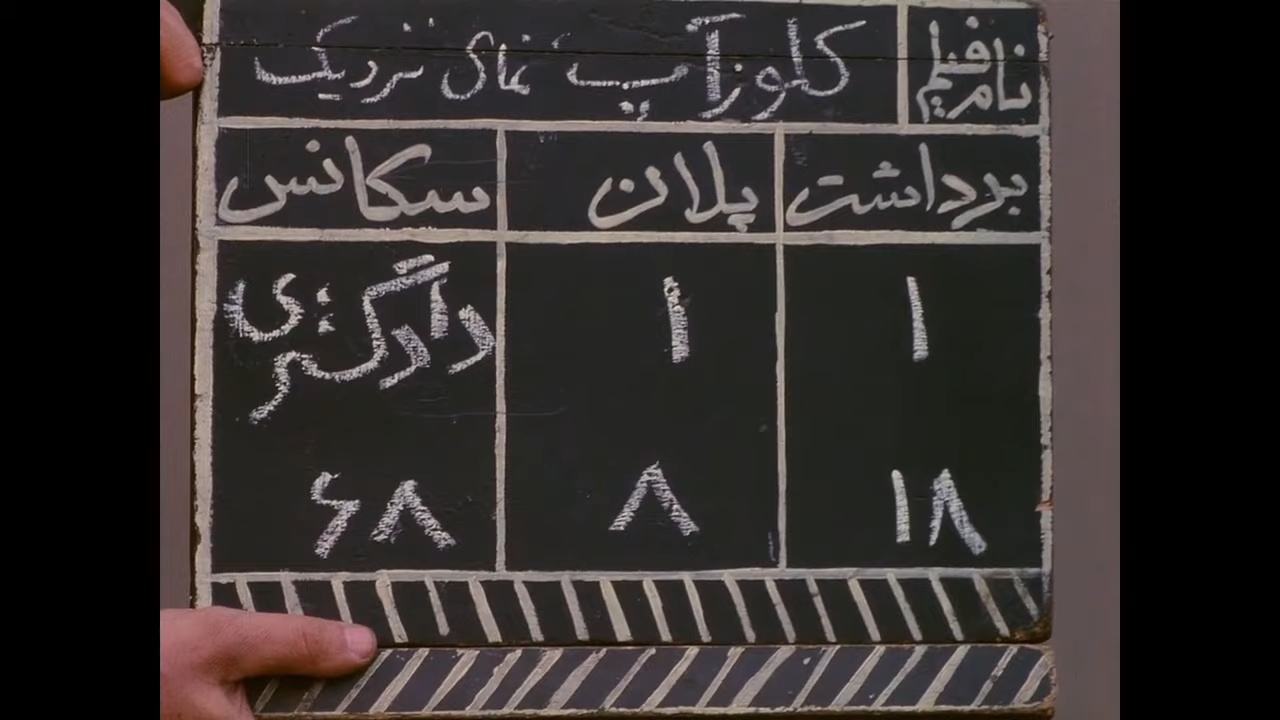 نام فیلم کلوزآپ، نمای نزدیک
برداشت پلان سکانس
۱ ۱ دادگستری
۱۸ ۸ ۶۸